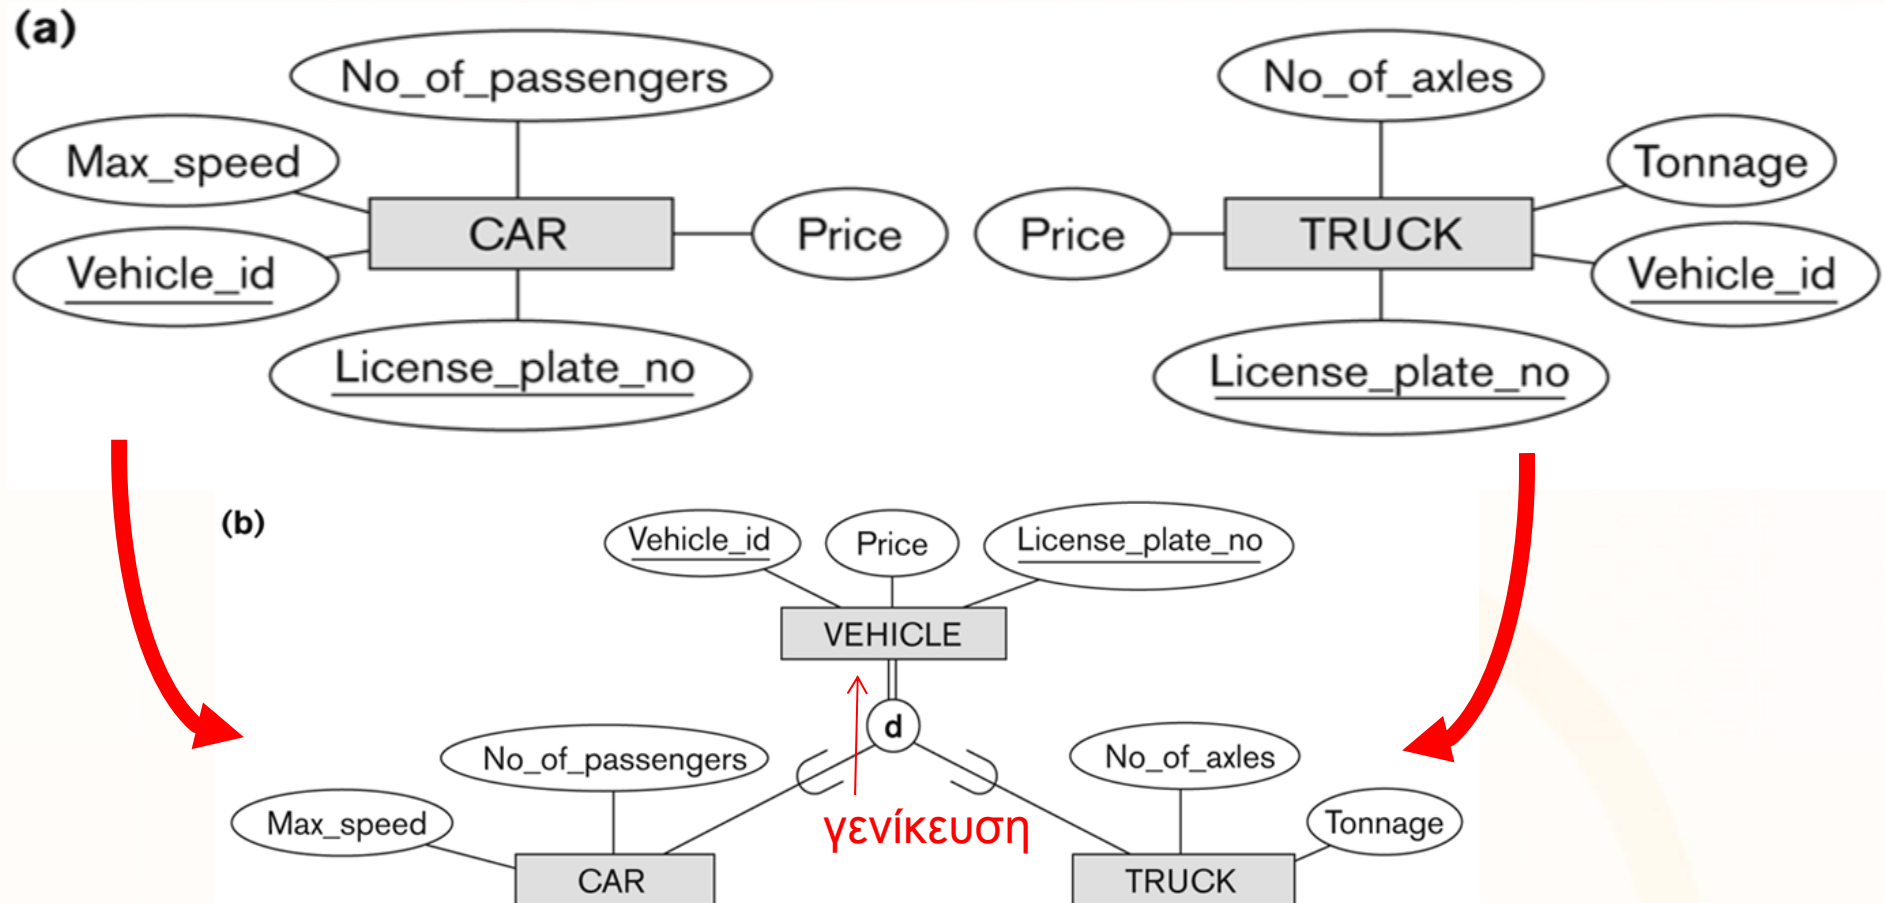 (a)
No_of_passengers
No_of_axles
Max_speed
Tonnage
CAR
Price
Price
TRUCK
Vehicle_id
Vehicle_id
License_plate_no
License_plate_no
(b)
Vehicle_id
Price
License_plate_no
VEHICLE
d
No_of_passengers
No_of_axles
Max_speed
γενίκευση
Tonnage
CAR
TRUCK